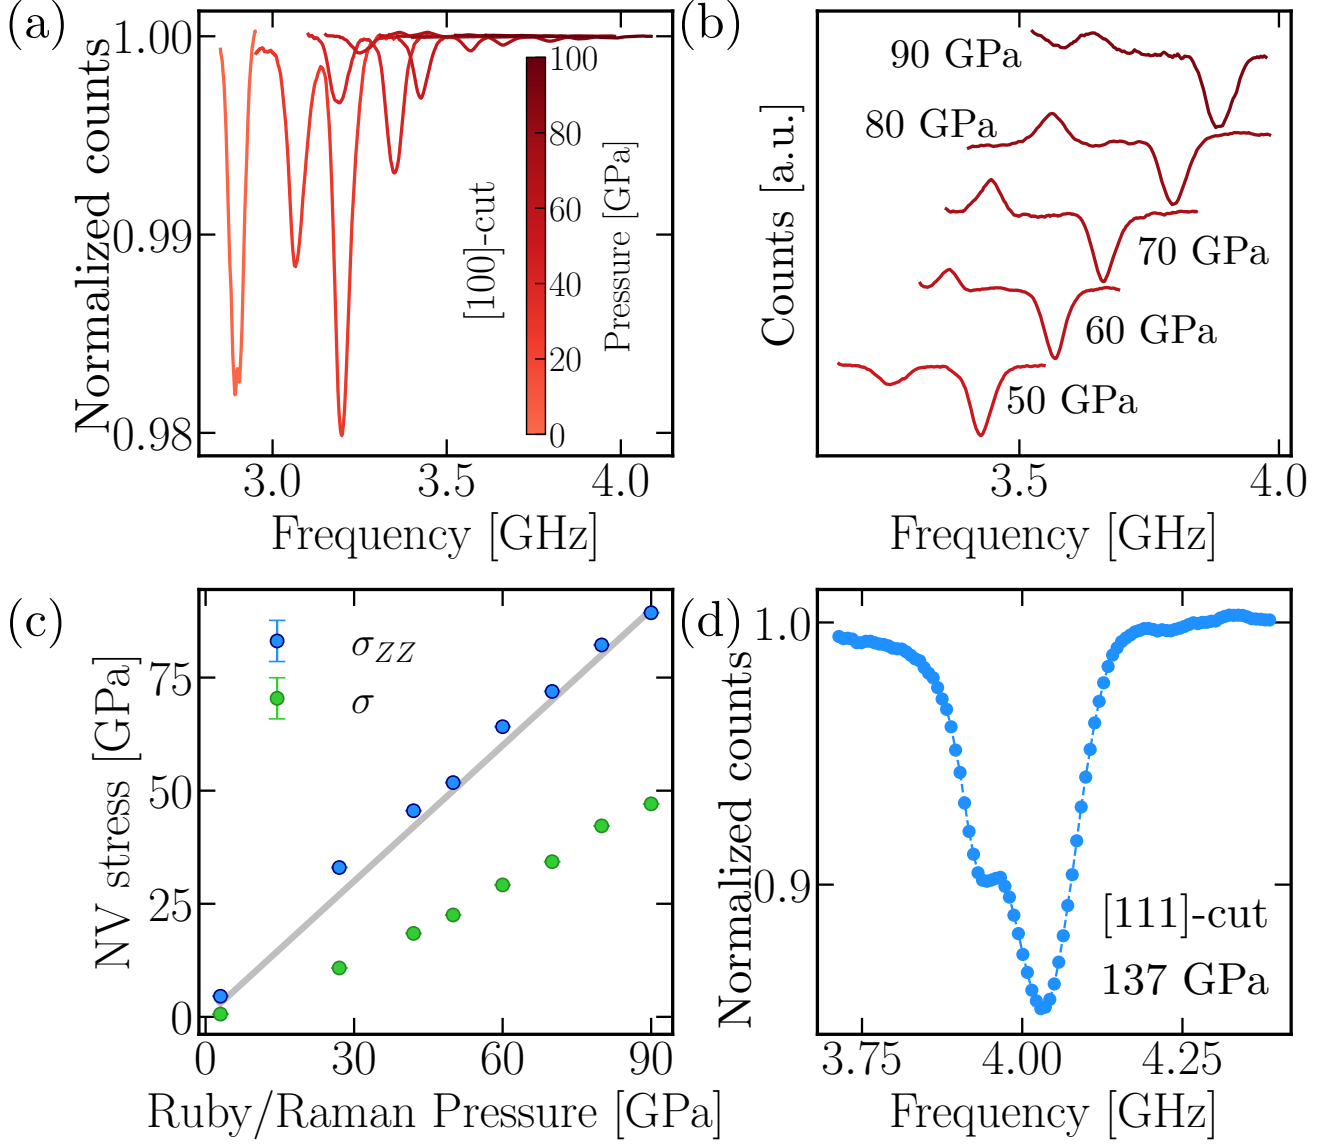 (a)
Normalized counts
1.00
0.99
0.98
3.0 3.5 4.0
Frequency [GHz]
[100]-cut
Pressure [GPa]
100
80
60
40
20
0
(b)
Counts [a.u.]
90 GPa
80 GPa
70 GPa
60 GPa
50 GPa
3.5 4.0
Frequency [GHz]
(c)
NV stress [GPa]
σZZ
σ
75
50
25
0
0 30 60 90
Ruby/Raman Pressure [GPa]
(d)
Normalized counts
1.0
0.9
[111]-cut
137 GPa
3.75 4.00 4.25
Frequency [GHz]